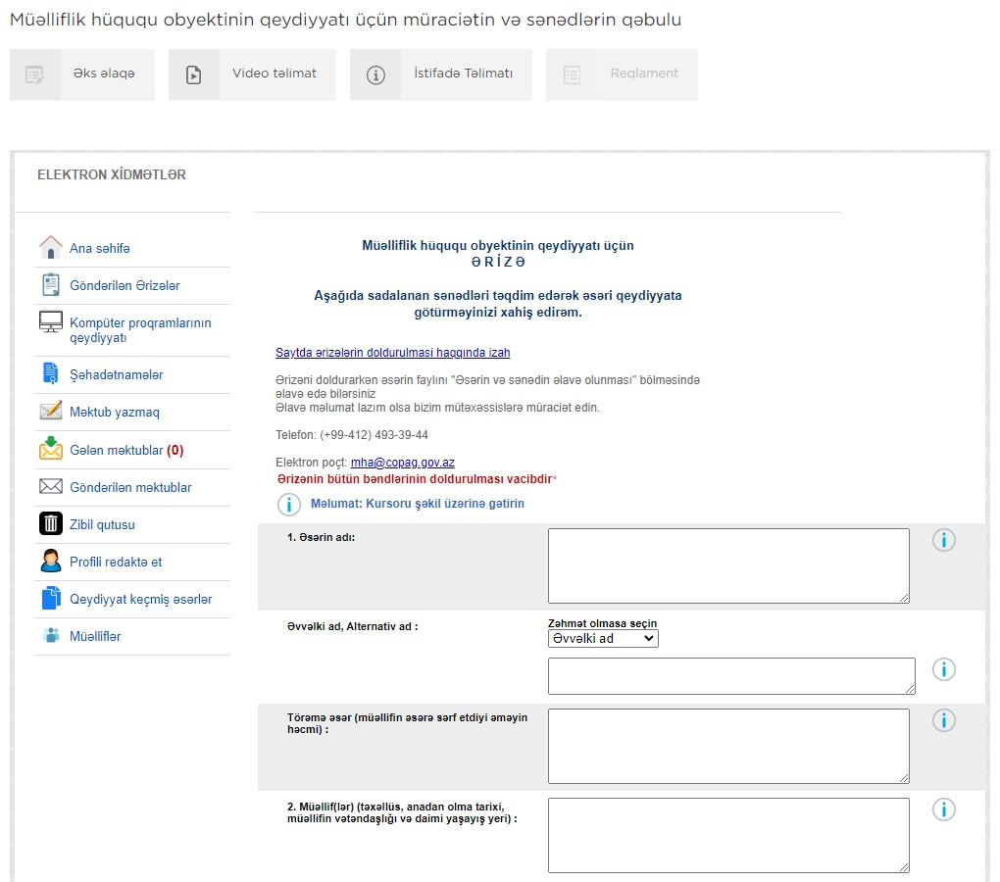 Müəlliflik hüququ obyektinin qeydiyyatı üçün müraciətin və sənədlərin qəbulu
Əks əlaqə
Video təlimat
İstifadə Təlimatı
Reqlament
ELEKTRON XİDMƏTLƏR
Ana səhifə
Göndərilən Ərizələr
Kompüter proqramlarının
qeydiyyatı
Şəhadətnamələr
Məktub yazmaq
Gələn məktublar (0)
Göndərilən məktublar
Zibil qutusu
Profili redaktə et
Qeydiyyat keçmiş əsərlər
Müəlliflər
Müəlliflik hüququ obyektinin qeydiyyatı üçün
Ə R İ Z Ə
Aşağıda sadalanan sənədləri təqdim edərək əsəri qeydiyyata
götürməyinizi xahiş edirəm.
Saytda ərizələrin doldurulmasi haqqında izah
Ərizəni doldurarkən əsərin faylını "Əsərin və sənədin əlavə olunması" bölməsində
əlavə edə bilərsiniz
Əlavə məlumat lazım olsa bizim mütəxəssislərə müraciət edin.
Telefon: (+99-412) 493-39-44
Elektron poçt: mha@copag.gov.az
Ərizənin bütün bəndlərinin doldurulması vacibdir*
Məlumat: Kursoru şəkil üzərinə gətirin
1. Əsərin adı:
Əvvəlki ad, Alternativ ad :
Zəhmət olmasa seçin
Əvvəlki ad
Törəmə əsər (müəllifin əsərə sərf etdiyi əməyin
həcmi) :
2. Müəllif(lər) (təxəllüs, anadan olma tarixi,
müəllifin vətəndaşlığı və daimi yaşayış yeri) :